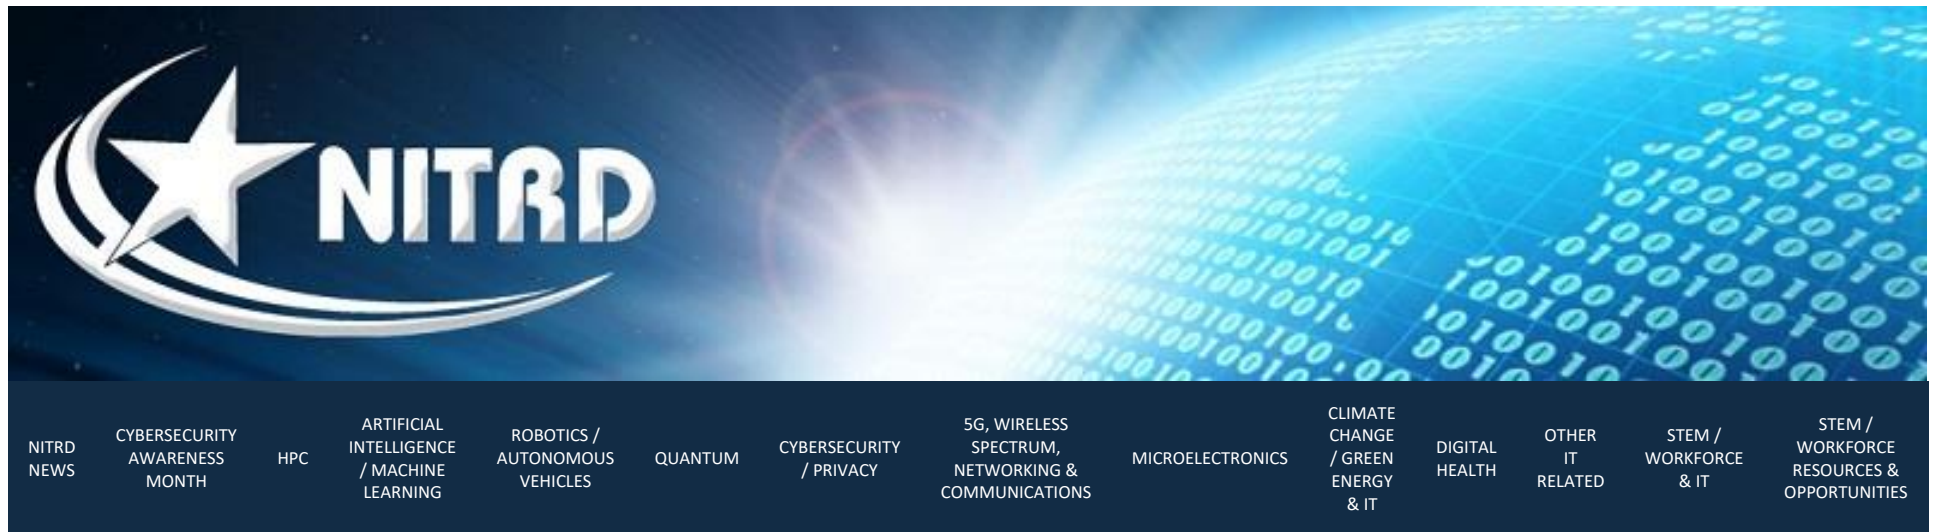 NITRD
NITRD
NEWS
CYBERSECURITY
AWARENESS
MONTH
HPC
ARTIFICIAL
INTELLIGENCE
/ MACHINE
LEARNING
ROBOTICS /
AUTONOMOUS
VEHICLES
QUANTUM
CYBERSECURITY
/ PRIVACY
5G, WIRELESS
SPECTRUM,
NETWORKING &
COMMUNICATIONS
MICROELECTRONICS
CLIMATE
CHANGE
/ GREEN
ENERGY
& IT
DIGITAL
HEALTH
OTHER
IT
RELATED
STEM /
WORKFORCE
& IT
STEM /
WORKFORCE
RESOURCES &
OPPORTUNITIES